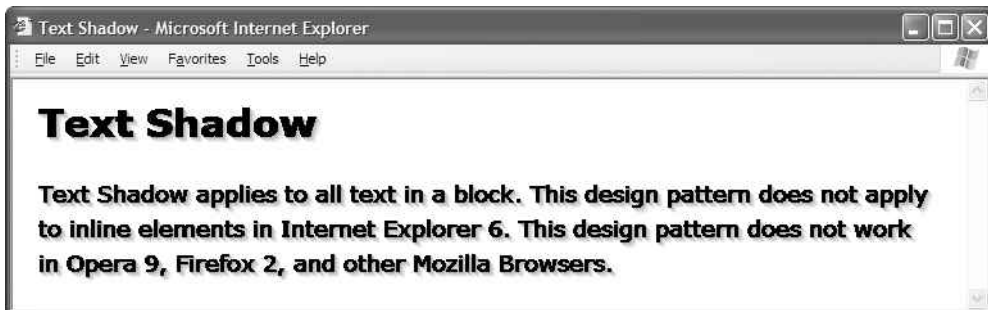 Text Shadow - Microsoft Internet Explorer
File Edit View Favorites Tools Help
Text Shadow
Text Shadow applies to all text in a block. This design pattern does not apply
to inline elements in Internet Explorer 6. This design pattern does not work
in Opera 9, Firefox 2, and other Mozilla Browsers.